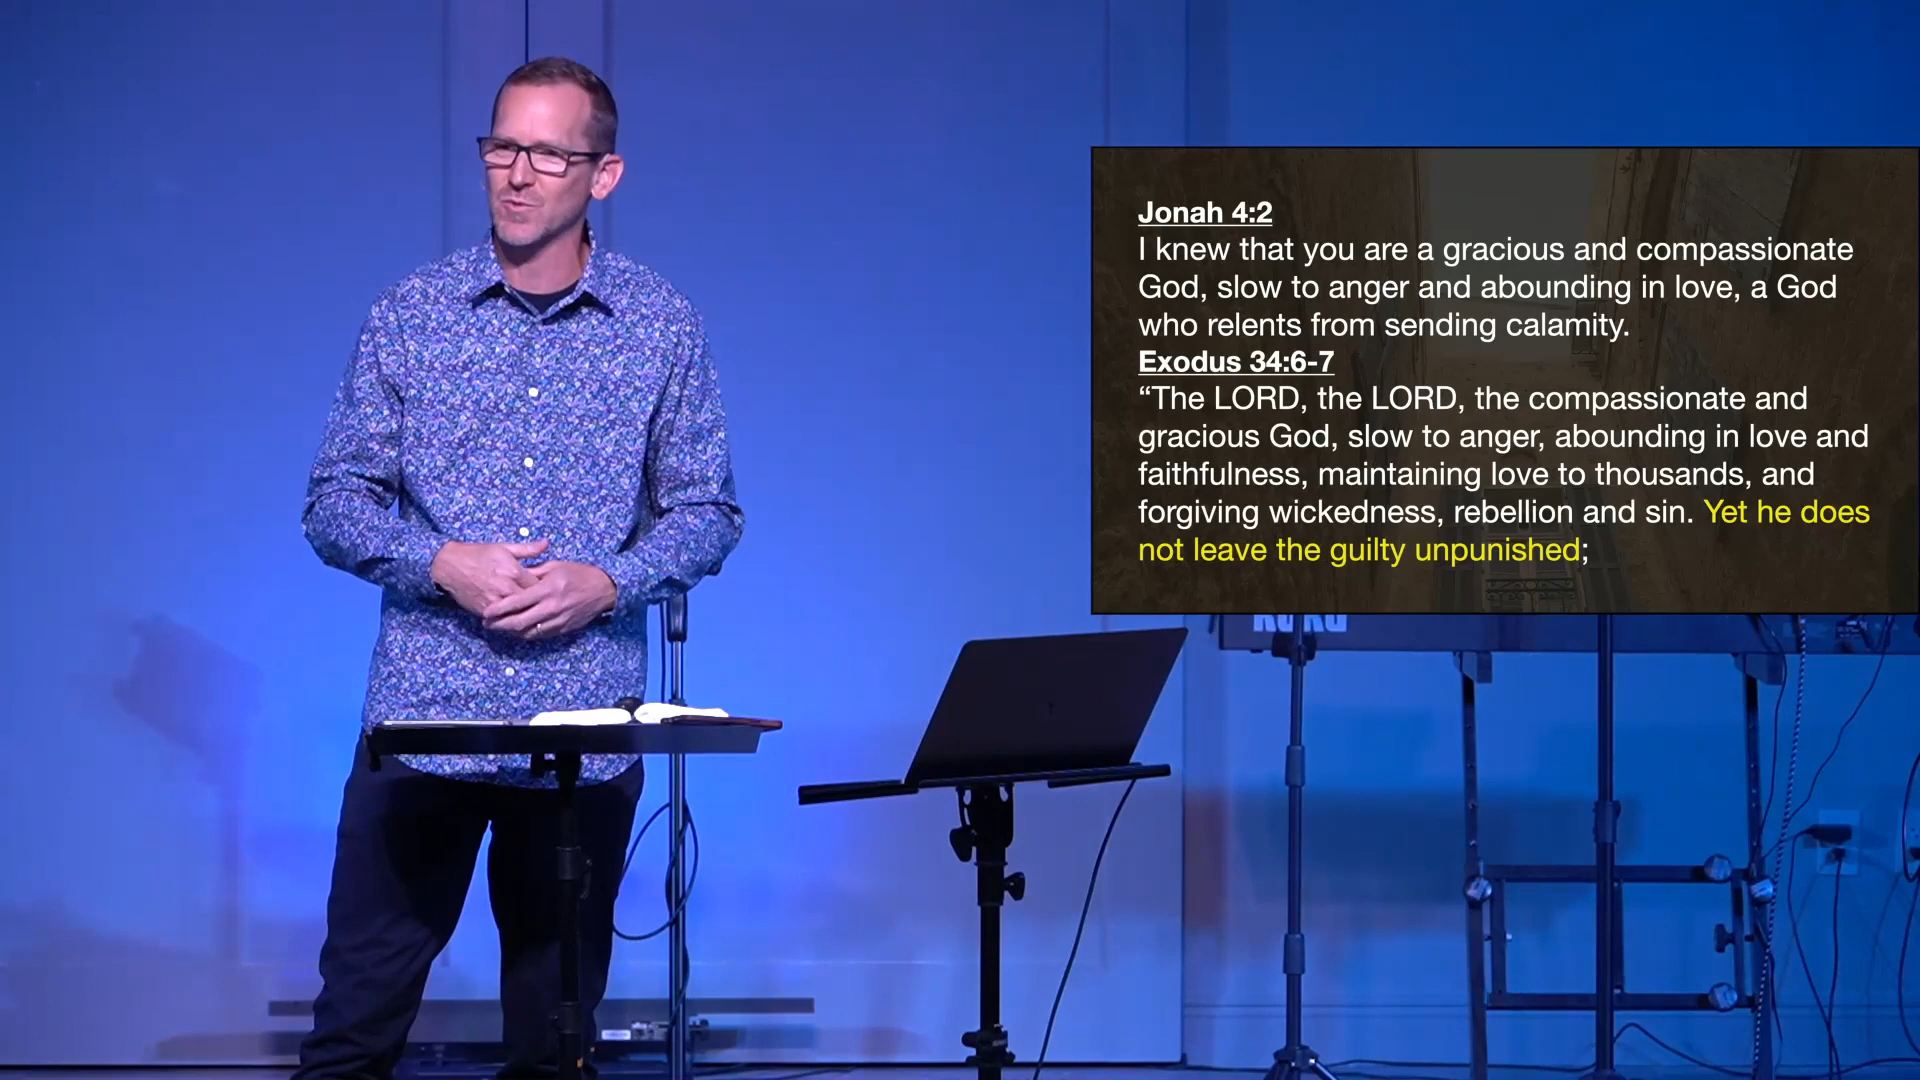 Jonah 4:2
I knew that you are a gracious and compassionate
God, slow to anger and abounding in love, a God
who relents from sending calamity.
Exodus 34:6-7
“The LORD, the LORD, the compassionate and
gracious God, slow to anger, abounding in love and
faithfulness, maintaining love to thousands, and
forgiving wickedness, rebellion and sin. Yet he does
not leave the guilty unpunished;